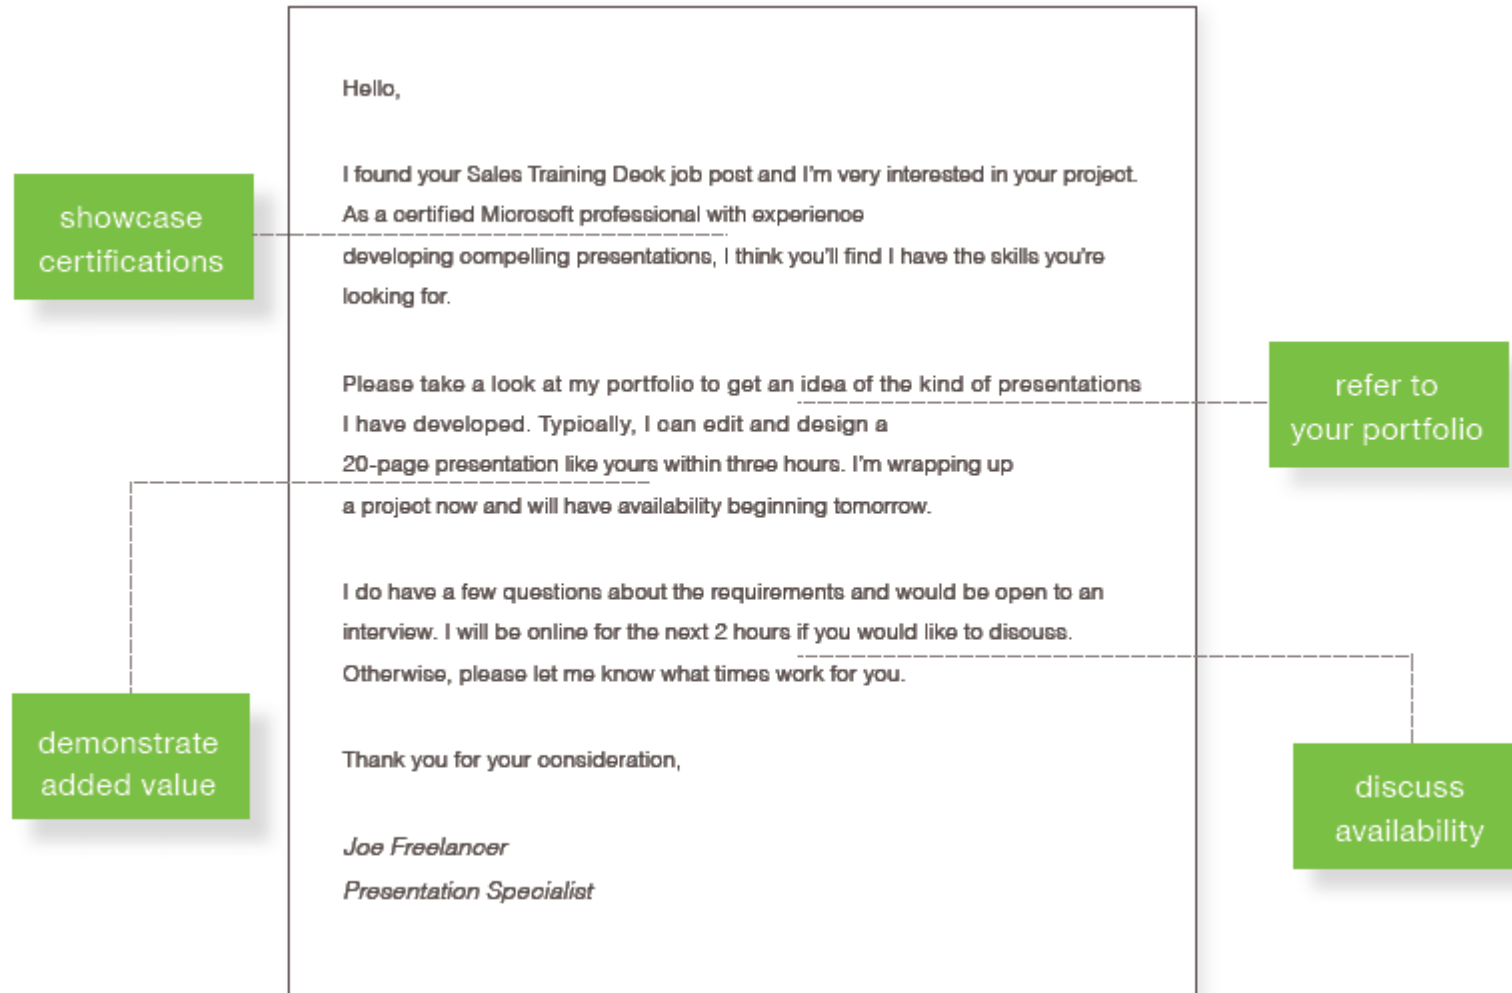 Hello,
I found your Sales Training Deck job post and I'm very interested in your project.
As a certified Microsoft professional with experience
developing compelling presentations, I think you'll find I have the skills you're
looking for.
Please take a look at my portfolio to get an idea of the kind of presentations
I have developed. Typically, I can edit and design a
20-page presentation like yours within three hours. I'm wrapping up
a project now and will have availability beginning tomorrow.
I do have a few questions about the requirements and would be open to an
interview. I will be online for the next 2 hours if you would like to discuss.
Otherwise, please let me know what times work for you.
Thank you for your consideration,
Joe Freelancer
Presentation Specialist
showcase
certifications
refer to
your portfolio
demonstrate
added value
discuss
availability